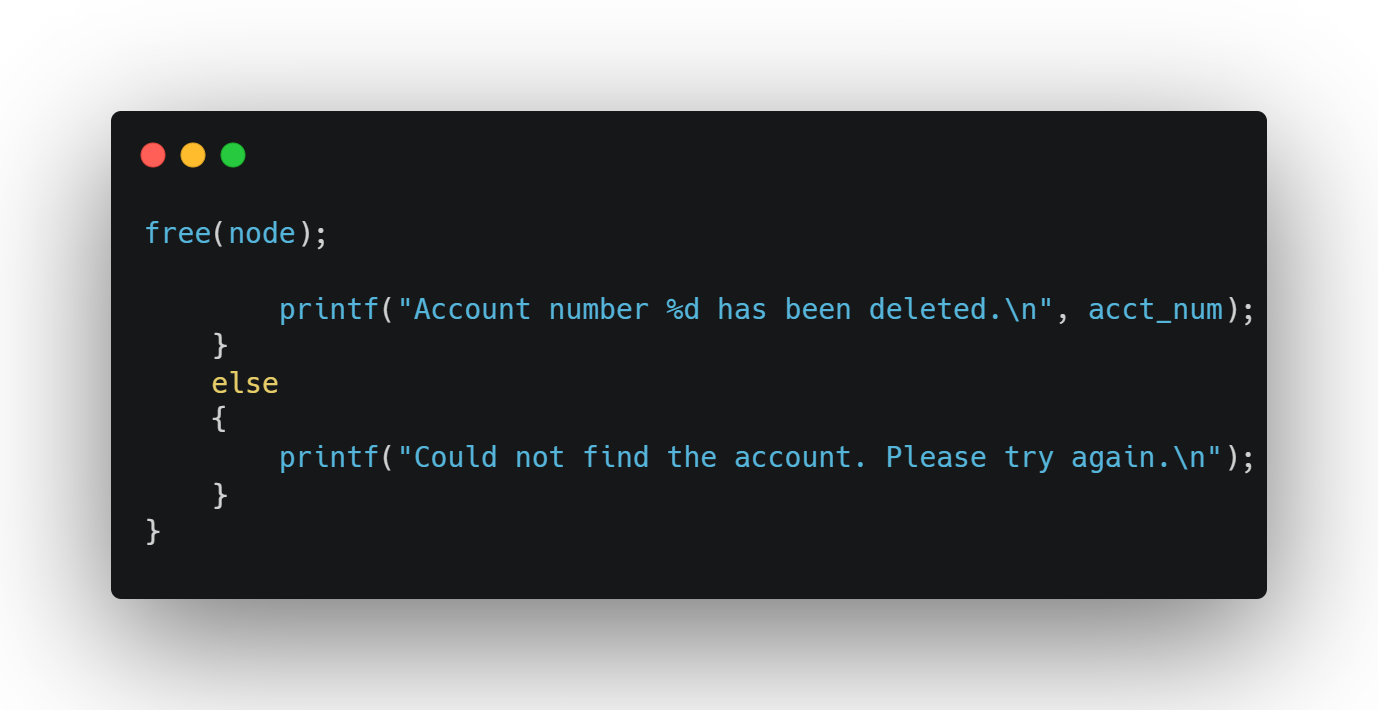 free(node);

        printf("Account number %d has been deleted.\n", acct_num);
    }
    else
    {
        printf("Could not find the account. Please try again.\n");
    }
}